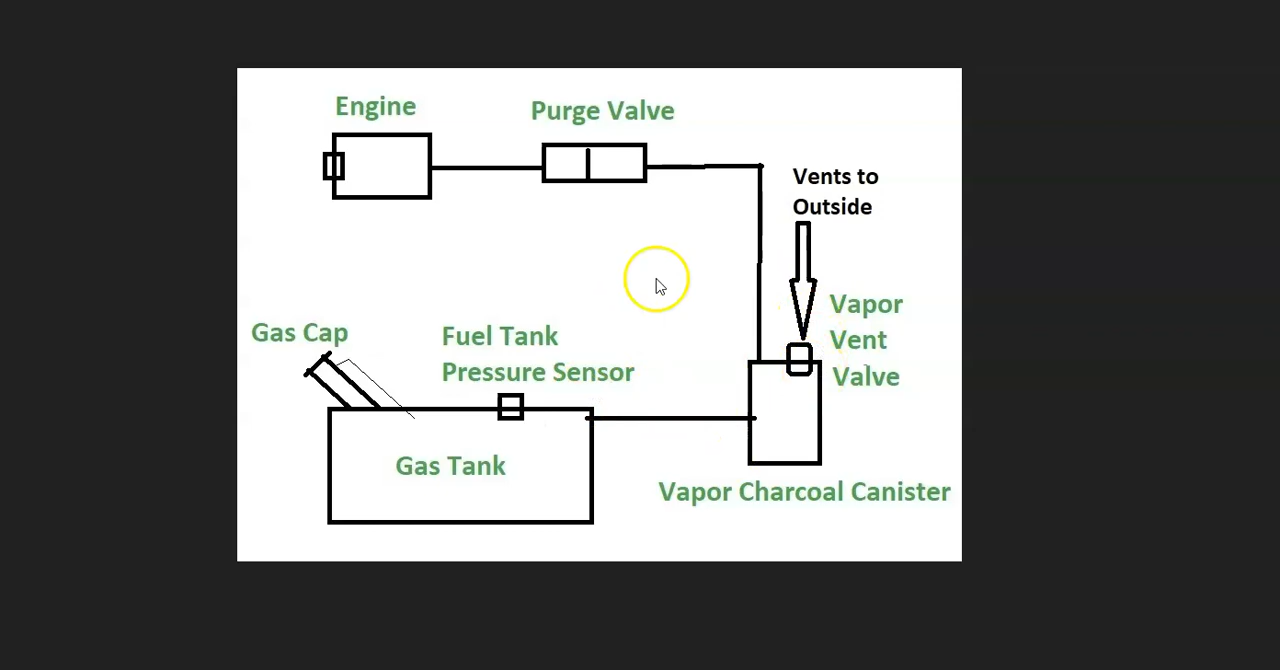 Engine
Purge Valve
Vents to
Outside
Vapor
Vent
Valve
Gas Cap
Fuel Tank
Pressure Sensor
Gas Tank
Vapor Charcoal Canister